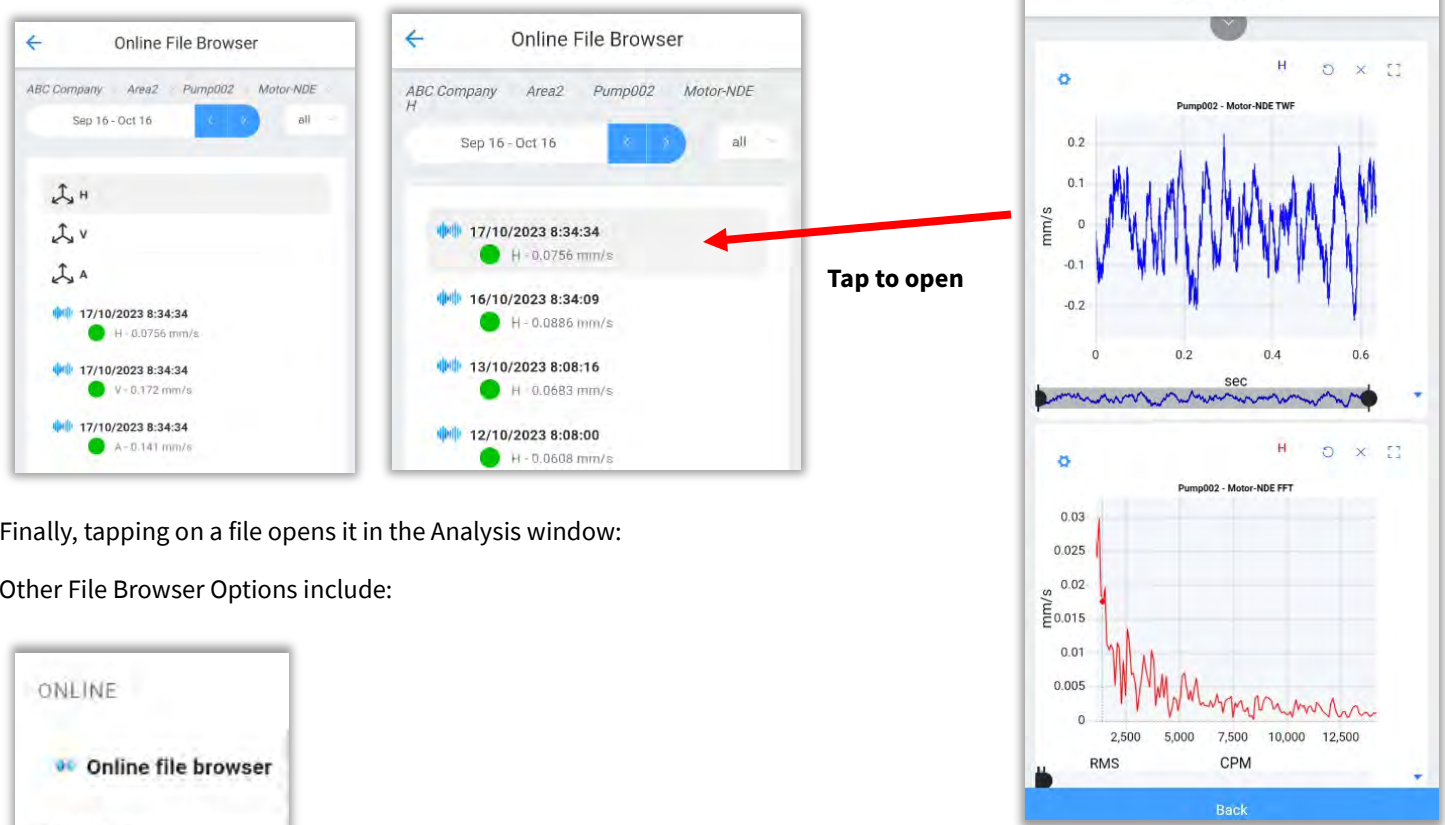 Online File Browser
ABC Company Area2 Pump002 Motor-NDE
Sep 16 - Oct 16 < > all
H
V
A
17/10/2023 8:34:34
H - 0.0756 mm/s
17/10/2023 8:34:34
V - 0.172 mm/s
17/10/2023 8:34:34
A - 0.141 mm/s
Online File Browser
ABC Company Area2 Pump002 Motor-NDE
H
Sep 16 - Oct 16 < > all
17/10/2023 8:34:34
H - 0.0756 mm/s
16/10/2023 8:34:09
H - 0.0886 mm/s
13/10/2023 8:08:16
H - 0.0683 mm/s
12/10/2023 8:08:00
H - 0.0608 mm/s
Tap to open
H
Pump002 - Motor-NDE TWF
0.2
0.1
0
-0.1
-0.2
mm/s
0 0.2 0.4 0.6
sec
H
Pump002 - Motor-NDE FFT
0.03
0.025
0.02
0.015
0.01
0.005
0
mm/s
2,500 5,000 7,500 10,000 12,500
RMS CPM
Back
Finally, tapping on a file opens it in the Analysis window:
Other File Browser Options include:
ONLINE
Online file browser